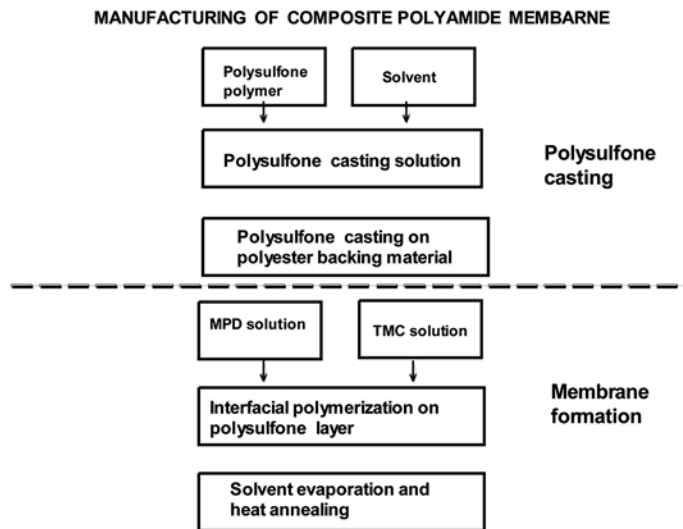 MANUFACTURING OF COMPOSITE POLYAMIDE MEMBARNE
Polysulfone
polymer
Solvent
Polysulfone casting solution
Polysulfone
casting
Polysulfone casting on
polyester backing material
MPD solution
TMC solution
Interfacial polymerization on
polysulfone layer
Membrane
formation
Solvent evaporation and
heat annealing